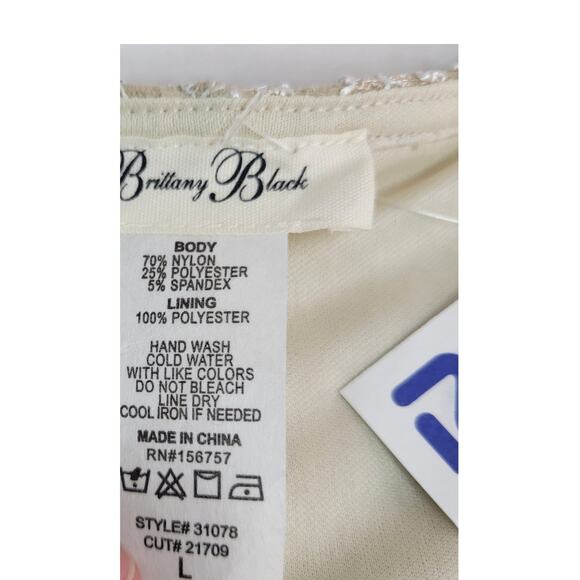 Brittany Black
BODY
70% NYLON
25% POLYESTER
5% SPANDEX
LINING
100% POLYESTER
HAND WASH
COLD WATER
WITH LIKE COLORS
DO NOT BLEACH
LINE DRY
COOL IRON IF NEEDED
MADE IN CHINA
RN#156757
STYLE# 31078
CUT# 21709
L